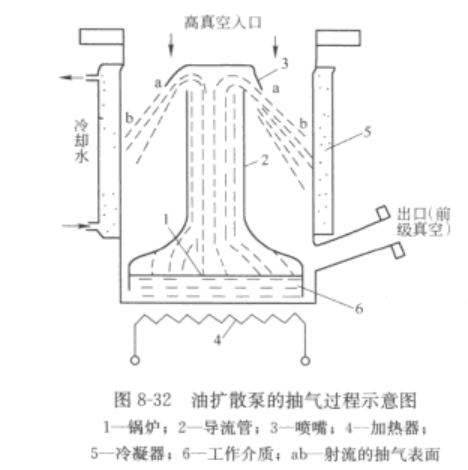 高真空入口
a
3
a
b
b
冷却水
5
2
1
出口(前
级真空)
6
4
图 8-32 油扩散泵的抽气过程示意图
1—锅炉；2—导流管；3—喷嘴；4—加热器；
5—冷凝器；6—工作介质；ab—射流的抽气表面